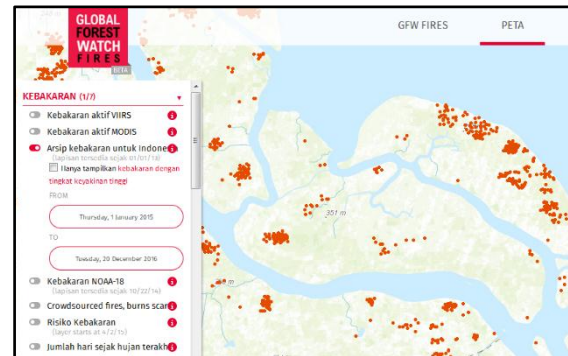 GLOBAL
FOREST
WATCH
FIRES
BETA
GFW FIRES
PETA
KEBAKARAN (1/7)
Kebakaran aktif VIIRS
Kebakaran aktif MODIS
Arsip kebakaran untuk Indone
(lapisan tersedia sejak 01/01/13)
Hanya tampilkan kebakaran dengan
tingkat keyakinan tinggi
FROM
Thursday, 1 January 2015
TO
Tuesday, 20 December 2016
Kebakaran NOAA-18
(lapisan tersedia sejak 10/22/14)
Crowdsourced fires, burns scar
Risiko Kebakaran
(layer starts at 4/2/15)
Jumlah hari sejak hujan terakh
351 m